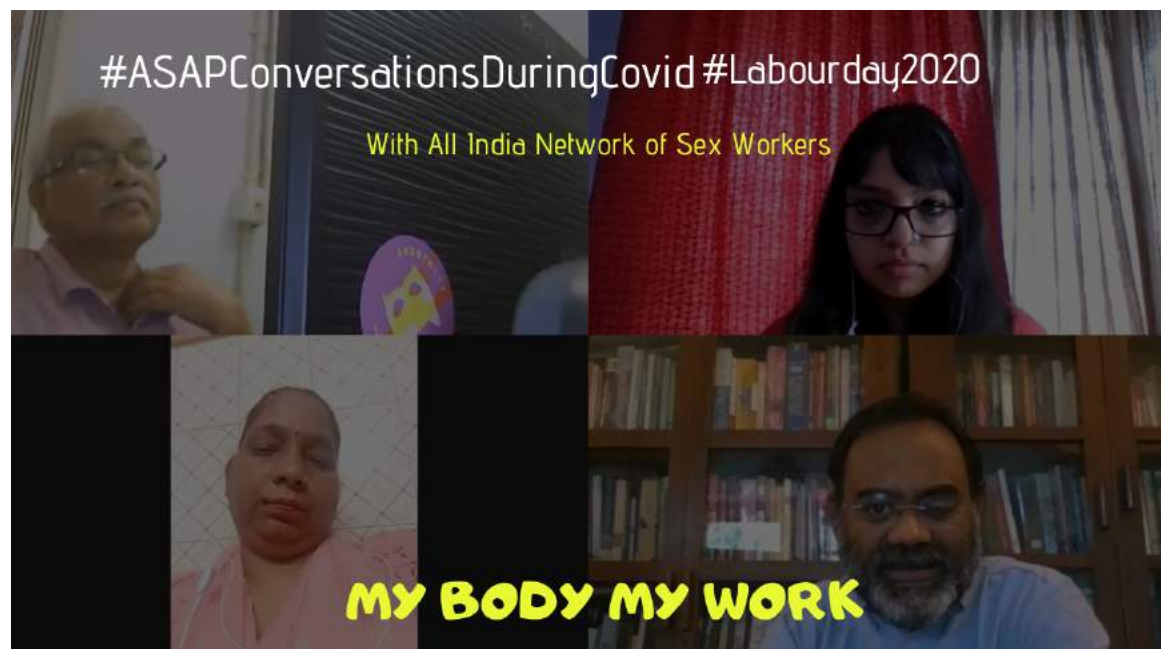 #ASAPConversationsDuringCovid #Labourday2020
With All India Network of Sex Workers
MY BODY MY WORK